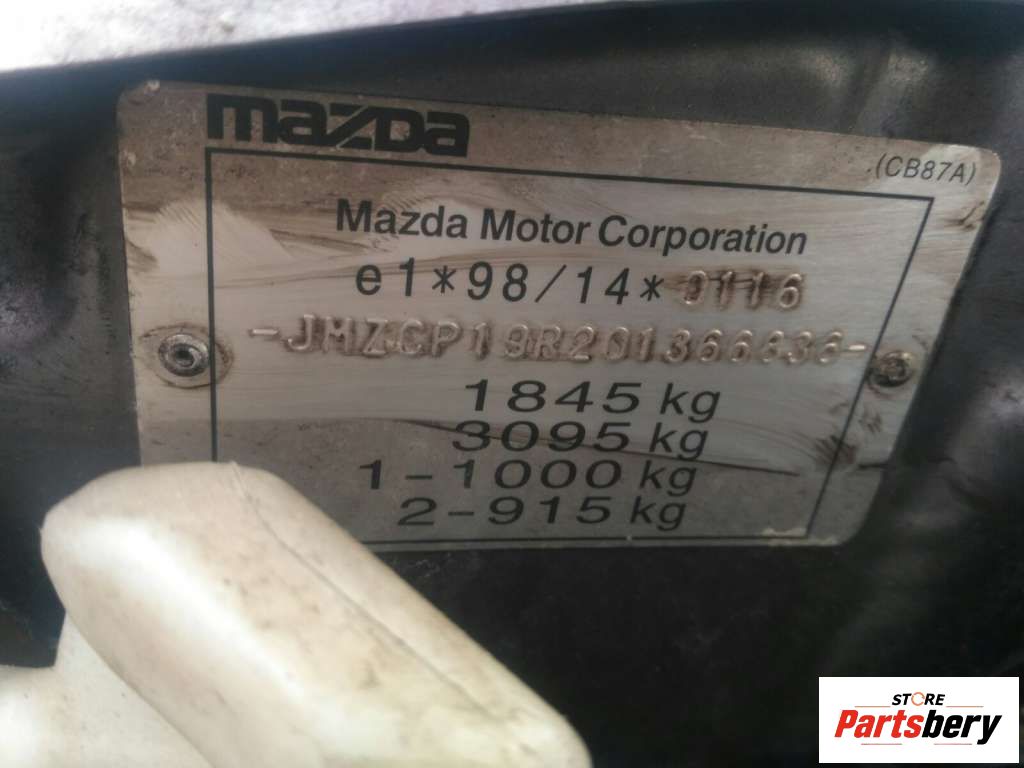 mazda
(CB87A)
Mazda Motor Corporation
e1*98/14*0116
-JMZCP19R201366636-
1845 kg
3095 kg
1-1000 kg
2-915 kg
STORE
Partsbery